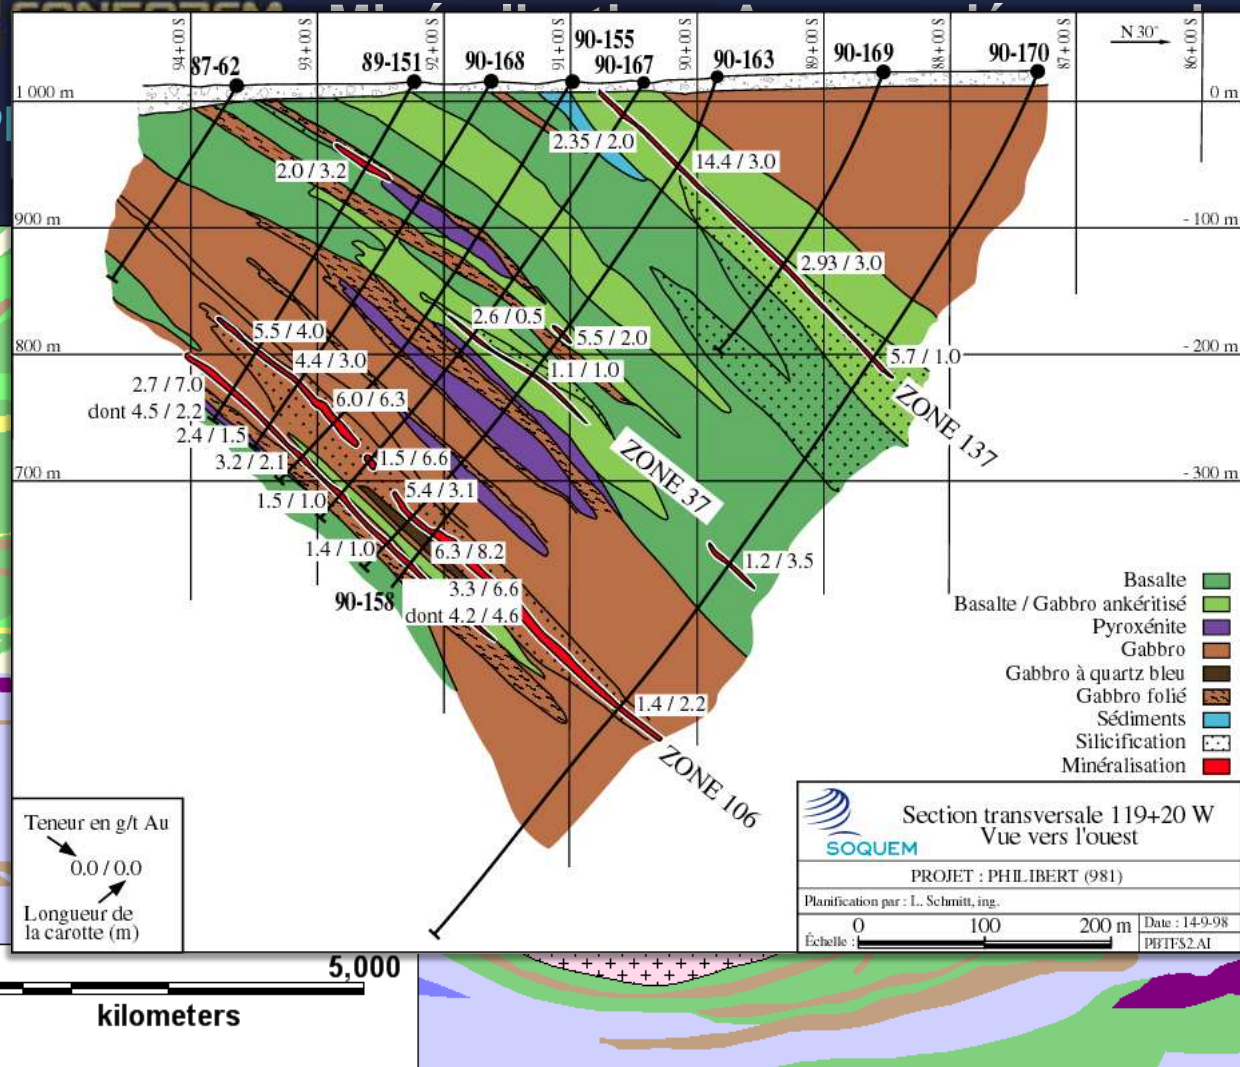 94+00 S
93+00 S
92+00 S
91+00 S
90+00 S
89+00 S
88+00 S
87+00 S
86+00 S
N 30°
87-62
89-151
90-168
90-155
90-167
90-163
90-169
90-170
1 000 m
0 m
900 m
- 100 m
800 m
- 200 m
700 m
- 300 m
2.35 / 2.0
14.4 / 3.0
2.0 / 3.2
2.93 / 3.0
2.6 / 0.5
5.5 / 4.0
5.5 / 2.0
4.4 / 3.0
5.7 / 1.0
1.1 / 1.0
2.7 / 7.0
dont 4.5 / 2.2
6.0 / 6.3
2.4 / 1.5
3.2 / 2.1
1.5 / 6.6
1.5 / 1.0
5.4 / 3.1
1.4 / 1.0
6.3 / 8.2
1.2 / 3.5
3.3 / 6.6
dont 4.2 / 4.6
90-158
1.4 / 2.2
ZONE 137
ZONE 37
ZONE 106
Basalte
Basalte / Gabbro ankéritisé
Pyroxénite
Gabbro
Gabbro à quartz bleu
Gabbro folié
Sédiments
Silicification
Minéralisation
Teneur en g/t Au
0.0 / 0.0
Longueur de
la carotte (m)
SOQUEM
Section transversale 119+20 W
Vue vers l'ouest
PROJET : PHILIBERT (981)
Planification par : L. Schmitt, ing.
Échelle :
0 100 200 m
Date : 14-9-98
PBTFS2.AI
5,000
kilometers